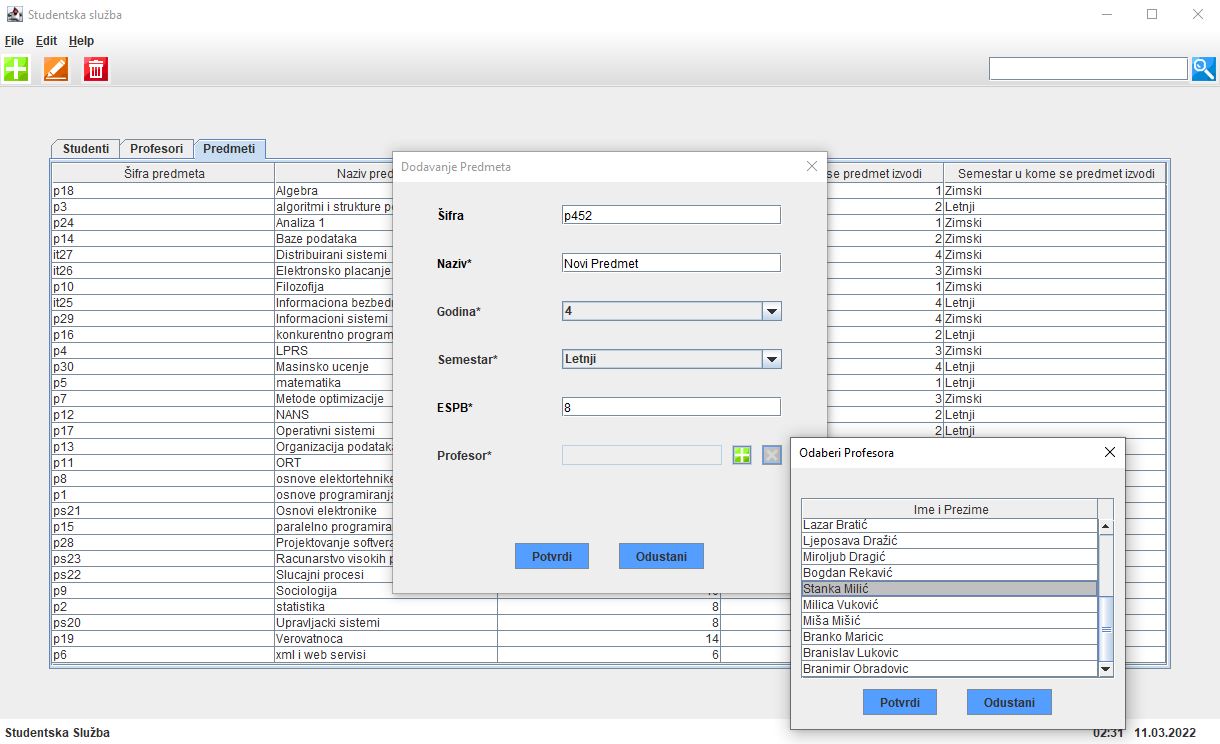 Studentska služba
File Edit Help
Studenti Profesori Predmeti
Šifra predmeta Naziv pred se predmet izvodi Semestar u kome se predmet izvodi
p18 Algebra 1 Zimski
p3 algoritmi i strukture p 2 Letnji
p24 Analiza 1 1 Zimski
p14 Baze podataka 2 Zimski
it27 Distribuirani sistemi 4 Zimski
it26 Elektronsko placanje 3 Zimski
p10 Filozofija 1 Zimski
it25 Informaciona bezbedn 4 Letnji
p29 Informacioni sistemi 4 Zimski
p16 konkurentno program 2 Letnji
p4 LPRS 3 Zimski
p30 Masinsko ucenje 4 Letnji
p5 matematika 1 Letnji
p7 Metode optimizacije 3 Zimski
p12 NANS 2 Letnji
p17 Operativni sistemi 2 Letnji
p13 Organizacija podataka
p11 ORT
p8 osnove elektortehnike
p1 osnove programiranja
ps21 Osnovi elektronike
p15 paralelno programira
p28 Projektovanje softvera
ps23 Racunarstvo visokih p
ps22 Slucajni procesi
p9 Sociologija
p2 statistika 8
ps20 Upravljacki sistemi 8
p19 Verovatnoca 14
p6 xml i web servisi 6
Dodavanje Predmeta
Šifra p452
Naziv* Novi Predmet
Godina* 4
Semestar* Letnji
ESPB* 8
Profesor*
Potvrdi Odustani
Odaberi Profesora
Ime i Prezime
Lazar Bratić
Ljeposava Dražić
Miroljub Dragić
Bogdan Rekavić
Stanka Milić
Milica Vuković
Miša Mišić
Branko Maricic
Branislav Lukovic
Branimir Obradovic
Potvrdi Odustani
Studentska Služba 02:31 11.03.2022